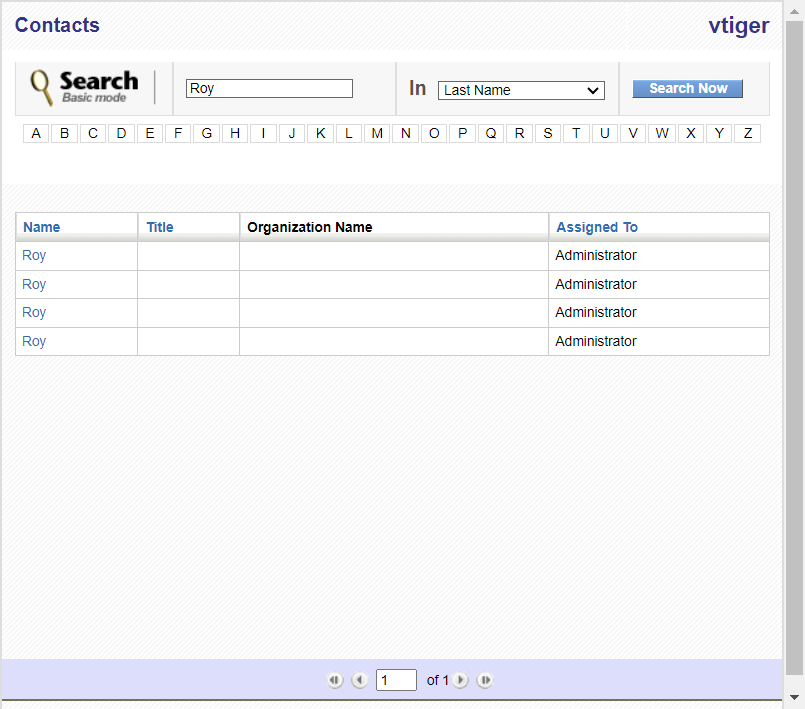 Contacts
vtiger
Search
Basic mode
Roy
In
Last Name
Search Now
A B C D E F G H I J K L M N O P Q R S T U V W X Y Z
Name Title Organization Name Assigned To
Roy Administrator
Roy Administrator
Roy Administrator
Roy Administrator
1 of 1